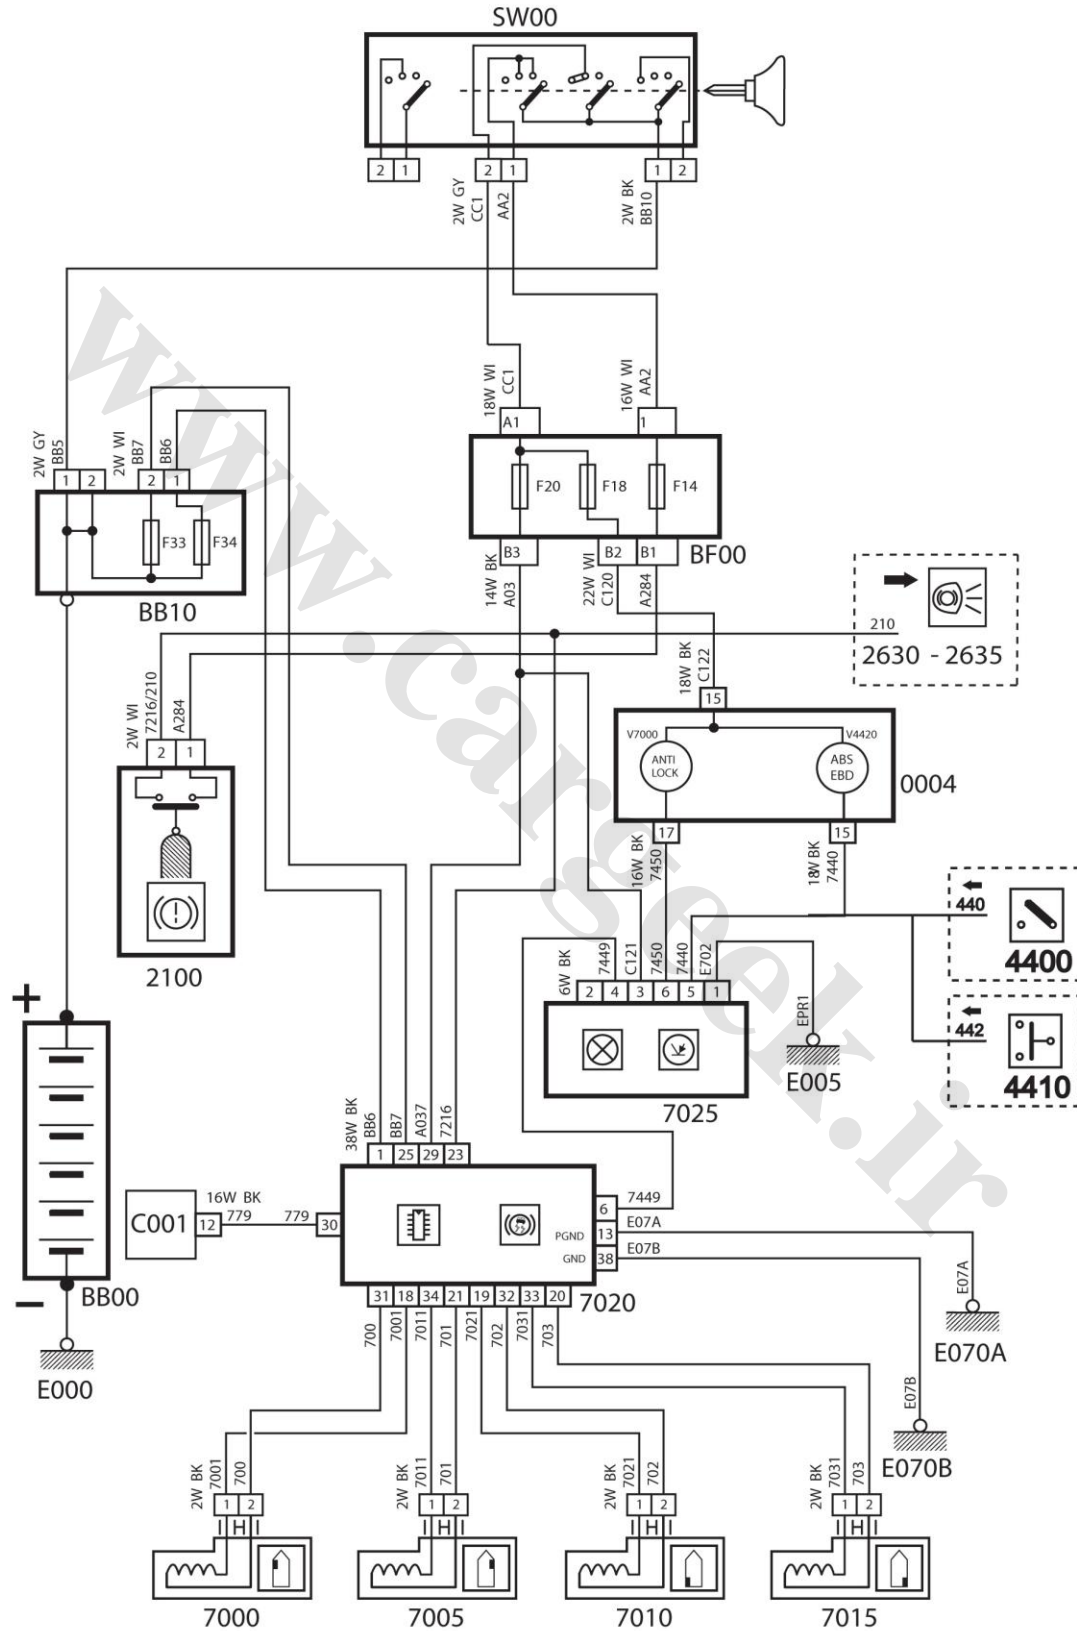 SW00
2 1
2 1
1 2
2W GY
CC1
AA2
2W BK
BB10
18W WI
CC1
16W WI
AA2
A1
1
F20
F18
F14
B3
B2
B1
BF00
14W BK
A03
22W WI
C120
A284
2W GY
BB5
2W WI
BB7
BB6
1 2
2 1
F33
F34
BB10
210
2630 - 2635
18W BK
C122
15
V7000
V4420
ANTI
LOCK
ABS
EBD
0004
17
15
16W BK
7450
18W BK
7440
2W WI
7216/210
A284
2 1
2100
440
4400
442
4410
6W BK
7449
C121
7450
7440
E702
2 4 3 6 5 1
7025
EPR1
E005
+
BB00
−
E000
38W BK
BB6
BB7
A037
7216
1 25 29 23
C001
16W BK
12
779
779
30
6
7449
PGND
13
E07A
GND
38
E07B
7020
31 18 34 21 19 32 33 20
700
7001
7011
701
7021
702
7031
703
E07A
E070A
E07B
E070B
2W BK
7001
700
1 2
7000
2W BK
7011
701
1 2
7005
2W BK
7021
702
1 2
7010
2W BK
7031
703
1 2
7015
www.cargeek.ir